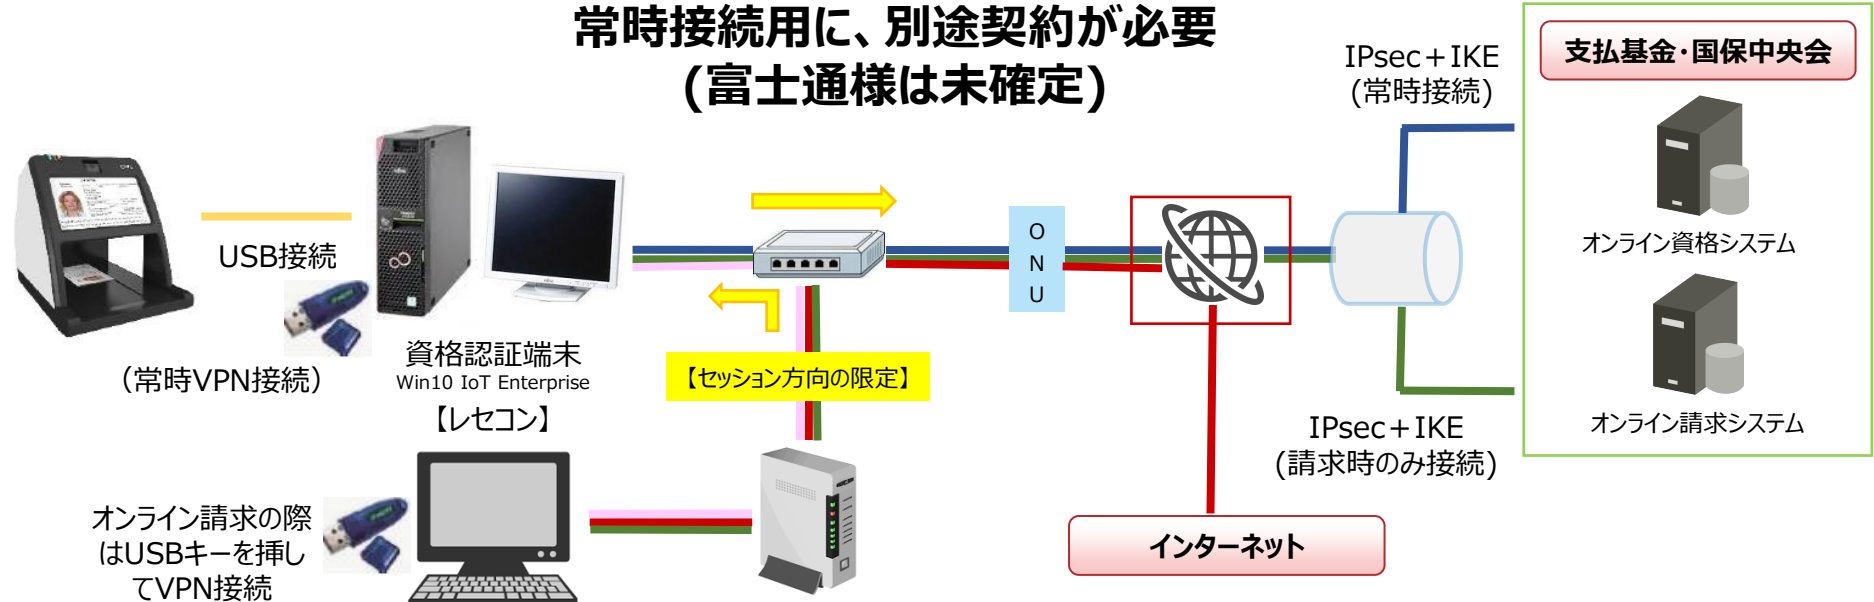 常時接続用に、別途契約が必要
(富士通様は未確定)
IPsec+IKE
(常時接続)
支払基金・国保中央会
オンライン資格システム
オンライン請求システム
USB接続
(常時VPN接続)
資格認証端末
Win10 IoT Enterprise
【レセコン】
【セッション方向の限定】
O
N
U
IPsec+IKE
(請求時のみ接続)
インターネット
オンライン請求の際
はUSBキーを挿し
てVPN接続